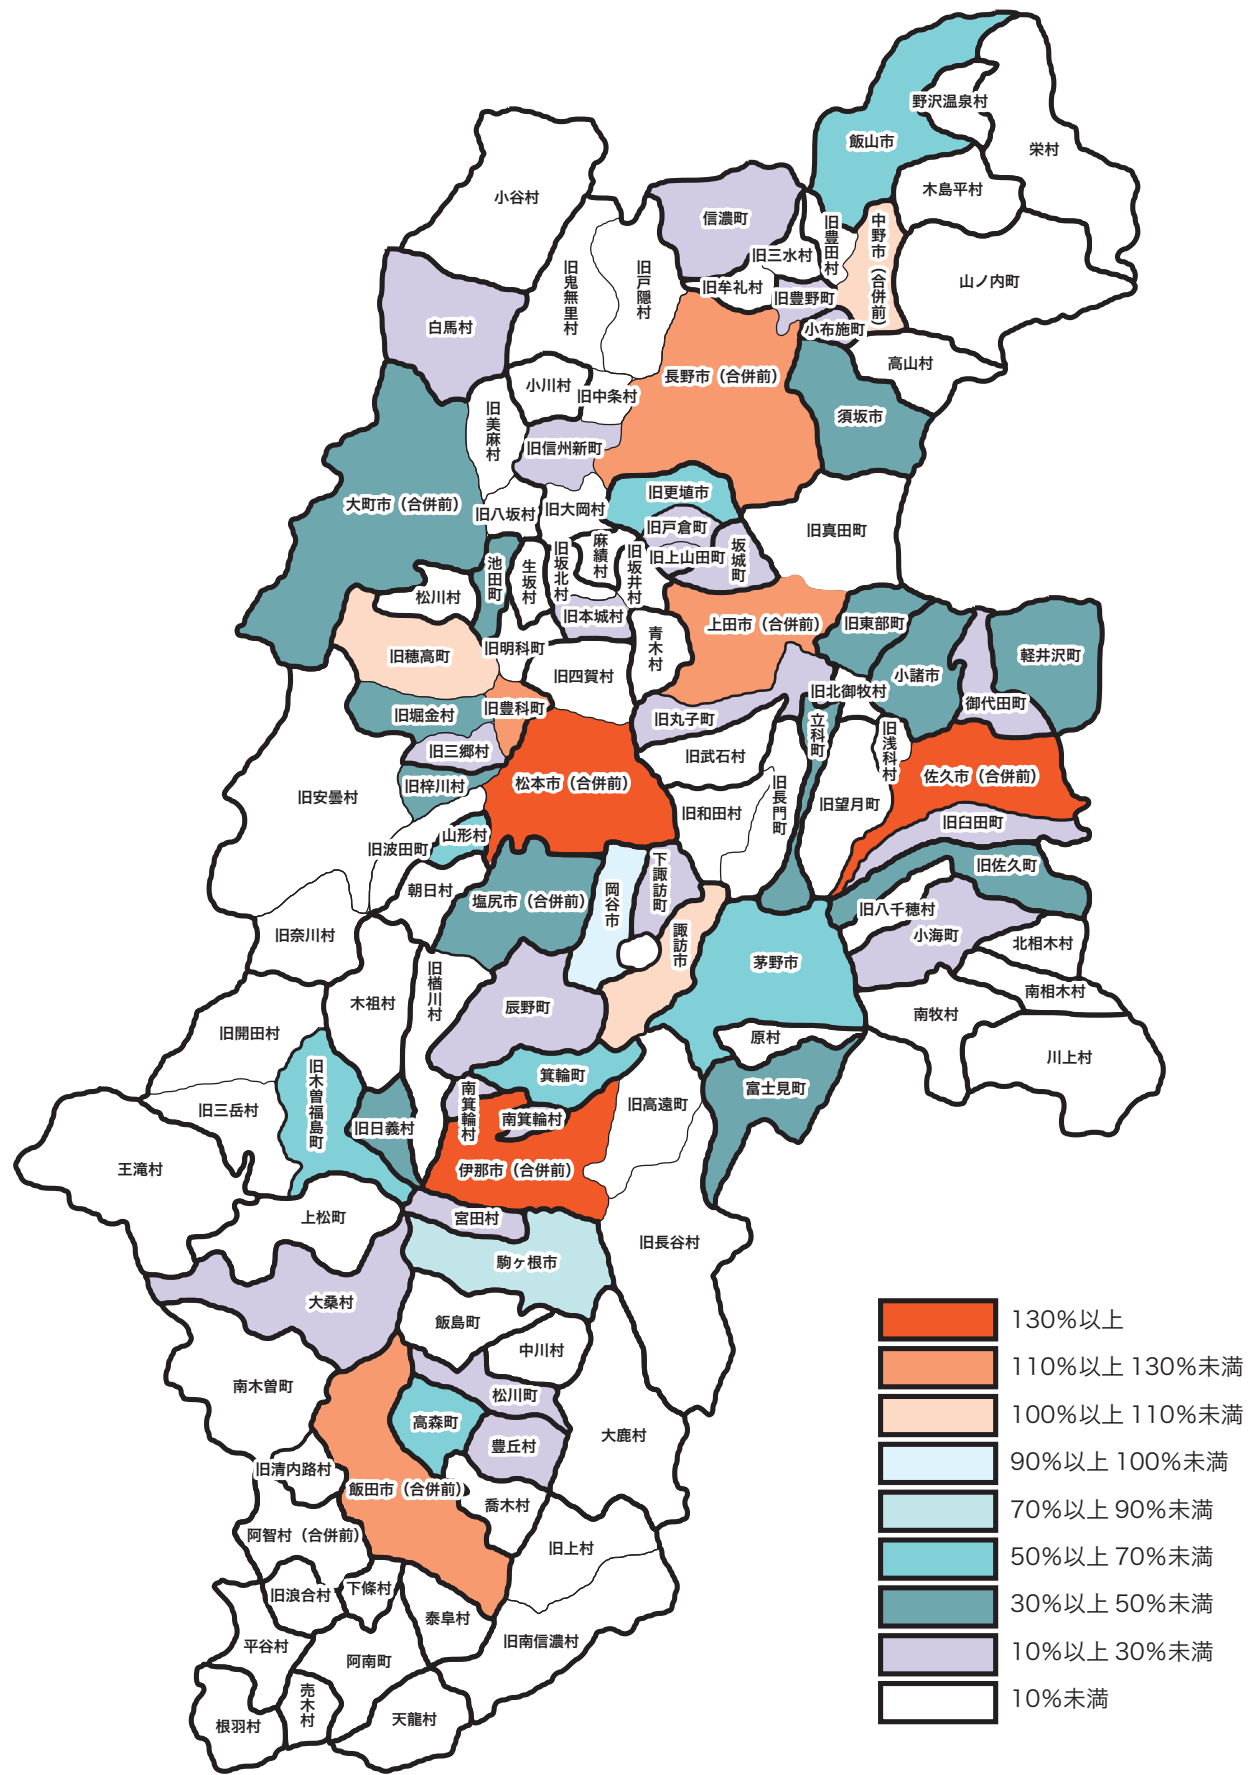 野沢温泉村
飯山市
栄村
木島平村
小谷村
信濃町
旧豊田村
中野市（合併前）
旧三水村
旧鬼無里村
旧戸隠村
旧牟礼村
旧豊野町
山ノ内町
白馬村
小布施町
高山村
長野市（合併前）
小川村
旧中条村
旧美麻村
須坂市
旧信州新町
大町市（合併前）
旧更埴市
旧八坂村
旧大岡村
旧戸倉町
旧真田町
麻績村
旧坂北村
旧坂井村
旧上山田町
坂城町
池田町
生坂村
松川村
旧本城村
上田市（合併前）
旧東部町
青木村
旧明科町
旧穂高町
軽井沢町
旧四賀村
小諸市
旧北御牧村
御代田町
旧豊科町
旧堀金村
旧丸子町
立科町
旧浅科村
旧三郷村
旧武石村
佐久市（合併前）
松本市（合併前）
旧梓川村
旧安曇村
旧長門町
旧望月町
旧和田村
旧臼田町
山形村
旧波田町
旧佐久町
下諏訪町
朝日村
岡谷市
塩尻市（合併前）
旧八千穂村
旧奈川村
小海町
北相木村
諏訪市
茅野市
旧楢川村
南相木村
木祖村
辰野町
南牧村
旧開田村
原村
川上村
箕輪町
富士見町
旧木曽福島町
旧三岳村
南箕輪村
旧高遠町
南箕輪村
旧日義村
王滝村
伊那市（合併前）
上松町
宮田村
旧長谷村
駒ヶ根市
大桑村
飯島町
中川村
南木曽町
松川町
高森町
豊丘村
大鹿村
旧清内路村
飯田市（合併前）
喬木村
阿智村（合併前）
旧上村
旧浪合村
下條村
泰阜村
平谷村
旧南信濃村
阿南町
売木村
根羽村
天龍村
130%以上
110%以上 130%未満
100%以上 110%未満
90%以上 100%未満
70%以上 90%未満
50%以上 70%未満
30%以上 50%未満
10%以上 30%未満
10%未満